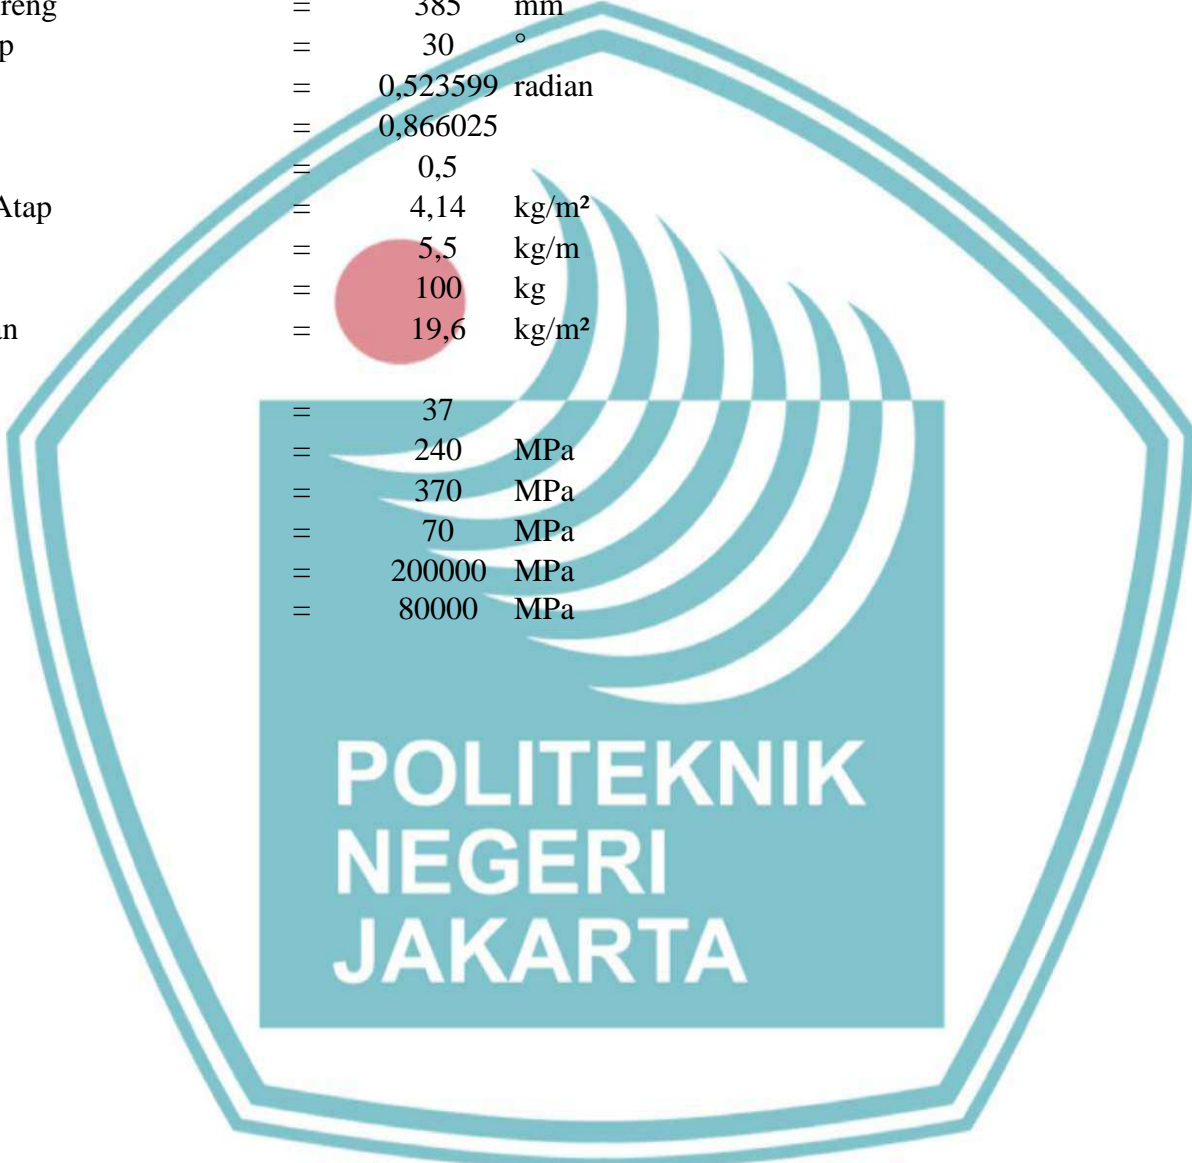 reng = 385 mm
p = 30 °
= 0,523599 radian
= 0,866025
= 0,5
Atap = 4,14 kg/m²
= 5,5 kg/m
= 100 kg
an = 19,6 kg/m²
= 37
= 240 MPa
= 370 MPa
= 70 MPa
= 200000 MPa
= 80000 MPa
POLITEKNIK
NEGERI
JAKARTA